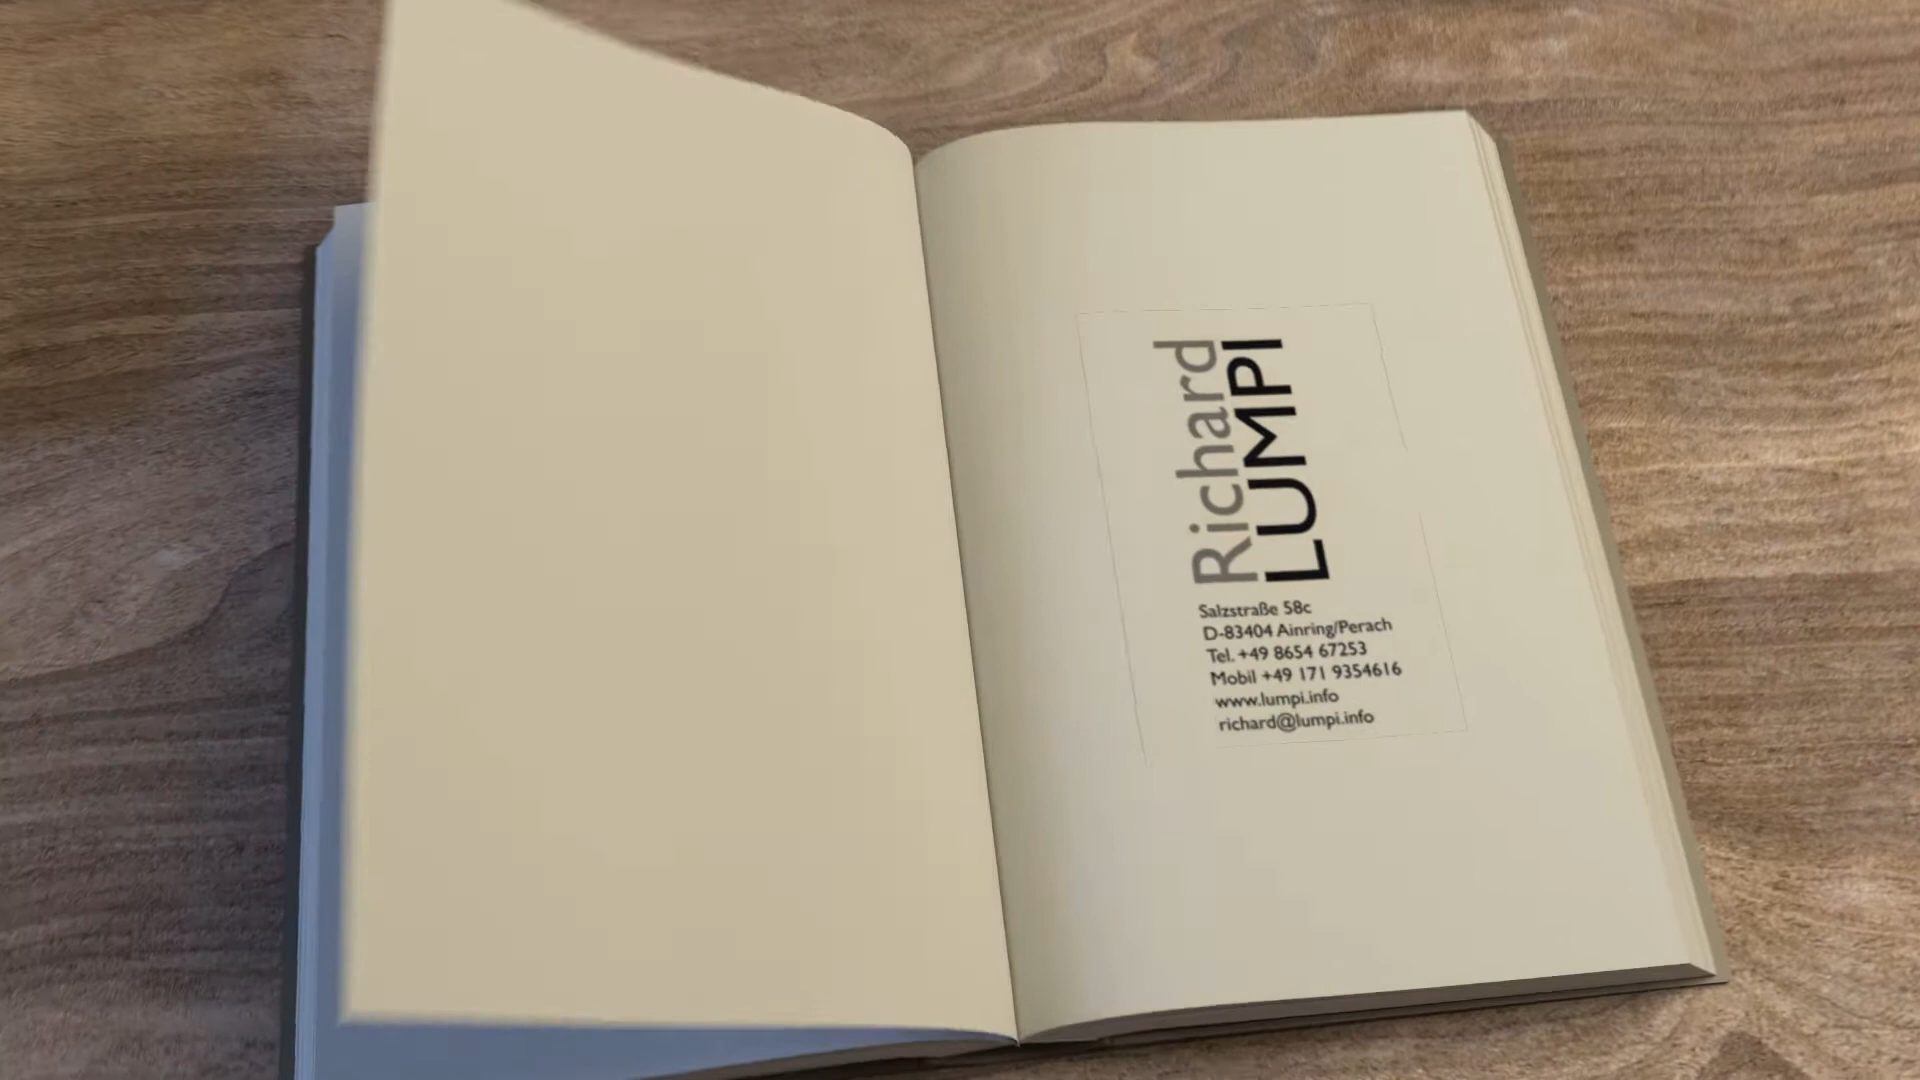 Richard
LUMPI
Salzstraße 58c
D-83404 Ainring/Perach
Tel. +49 8654 67253
Mobil +49 171 9354616
www.lumpi.info
richard@lumpi.info